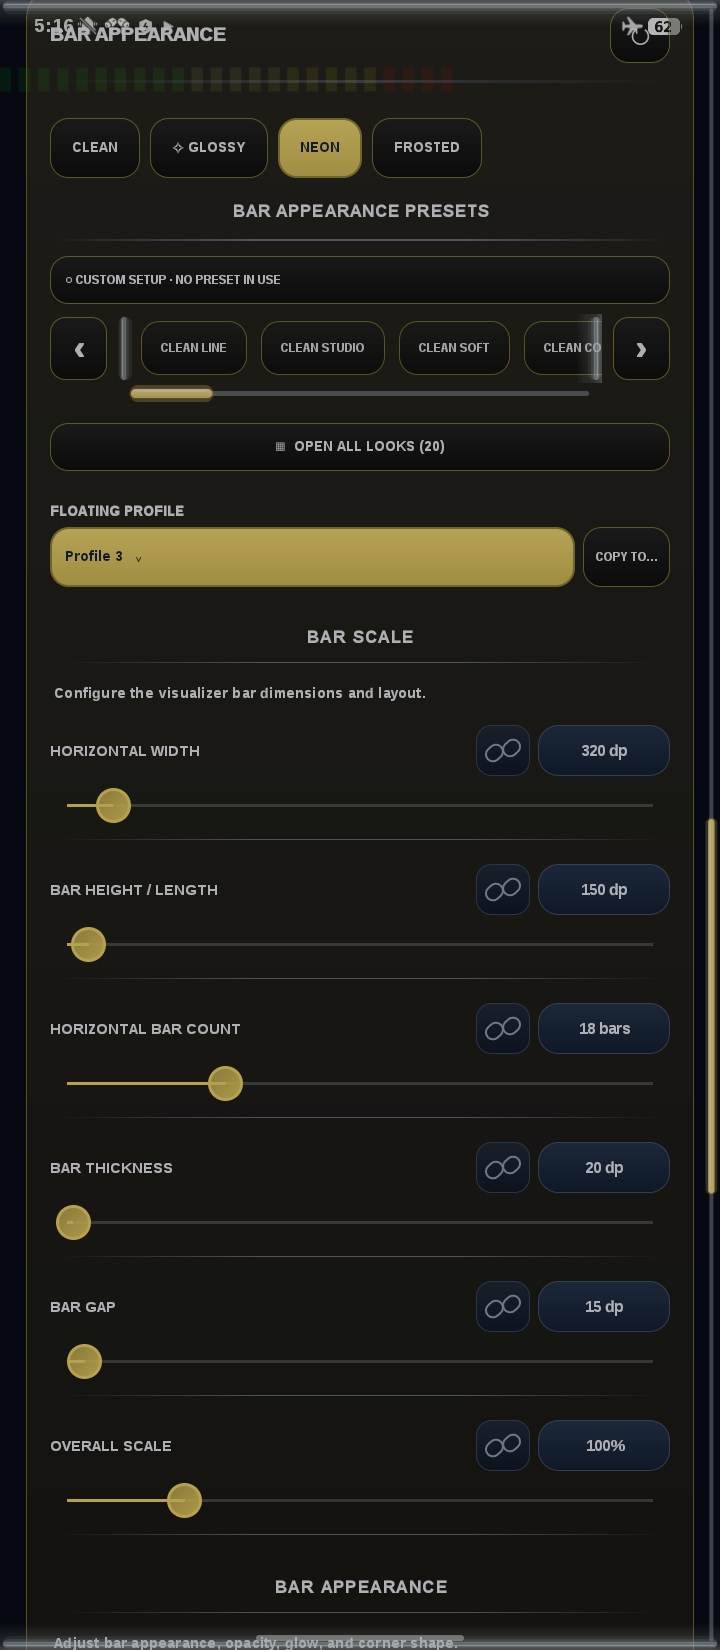 5:16
62
BAR APPEARANCE
CLEAN
✧ GLOSSY
NEON
FROSTED
BAR APPEARANCE PRESETS
○ CUSTOM SETUP · NO PRESET IN USE
‹
CLEAN LINE
CLEAN STUDIO
CLEAN SOFT
CLEAN CO
›
▦ OPEN ALL LOOKS (20)
FLOATING PROFILE
Profile 3 ˅
COPY TO...
BAR SCALE
Configure the visualizer bar dimensions and layout.
HORIZONTAL WIDTH
320 dp
BAR HEIGHT / LENGTH
150 dp
HORIZONTAL BAR COUNT
18 bars
BAR THICKNESS
20 dp
BAR GAP
15 dp
OVERALL SCALE
100%
BAR APPEARANCE
Adjust bar appearance, opacity, glow, and corner shape.